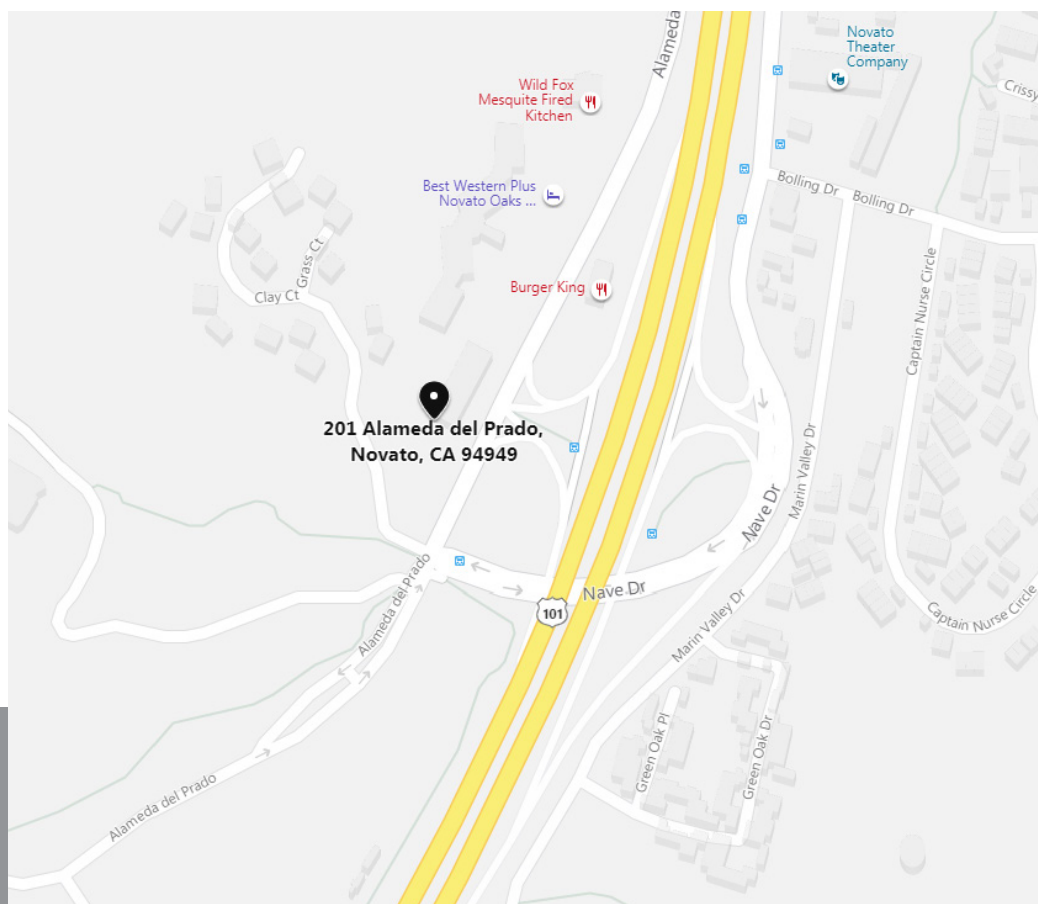 Alameda
Novato
Theater
Company
Wild Fox
Mesquite Fired
Kitchen
Crissy
Bolling Dr
Bolling Dr
Best Western Plus
Novato Oaks ...
Grass Ct
Clay Ct
Burger King
Captain Nurse Circle
201 Alameda del Prado,
Novato, CA 94949
Marin Valley Dr
Nave Dr
Alameda del Prado
Nave Dr
101
Marin Valley Dr
Captain Nurse Circle
Green Oak Pl
Green Oak Dr
Alameda del Prado